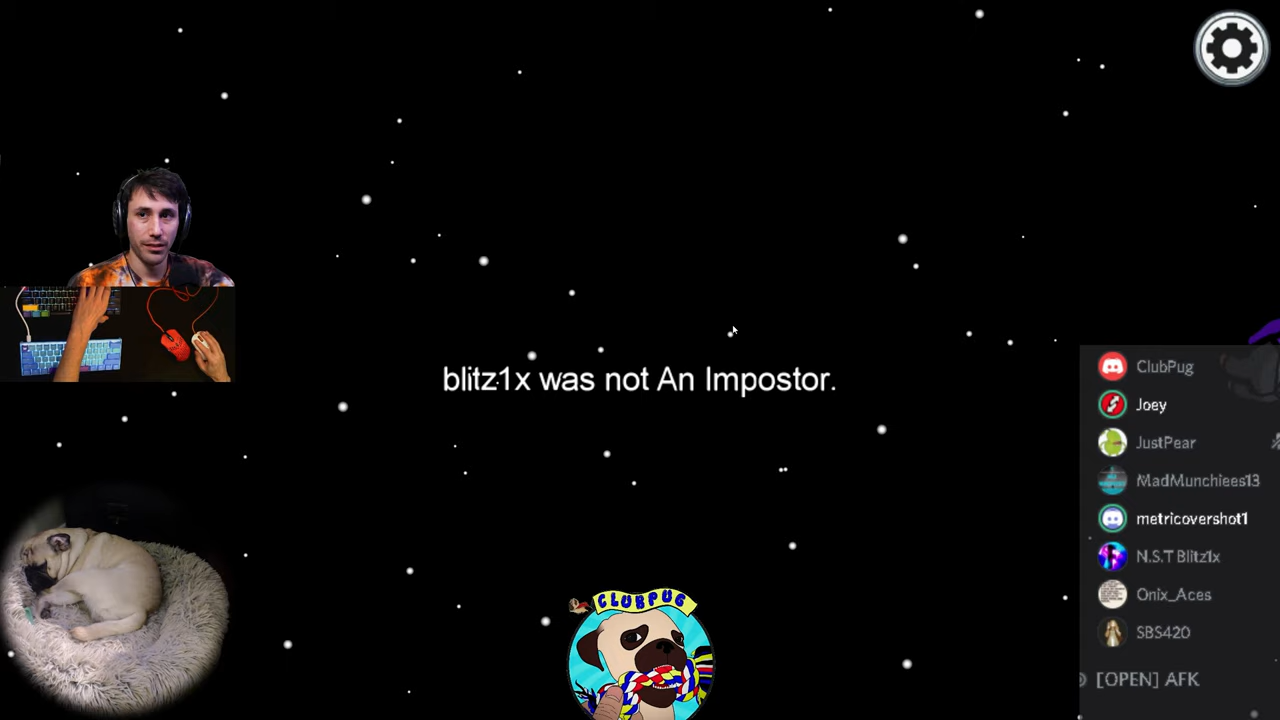 blitz1x was not An Impostor.
ClubPug
Joey
JustPear
MadMunchiees13
metricovershot1
N.S.T Blitz1x
Onix_Aces
SBS420
[OPEN] AFK
CLUBPUG